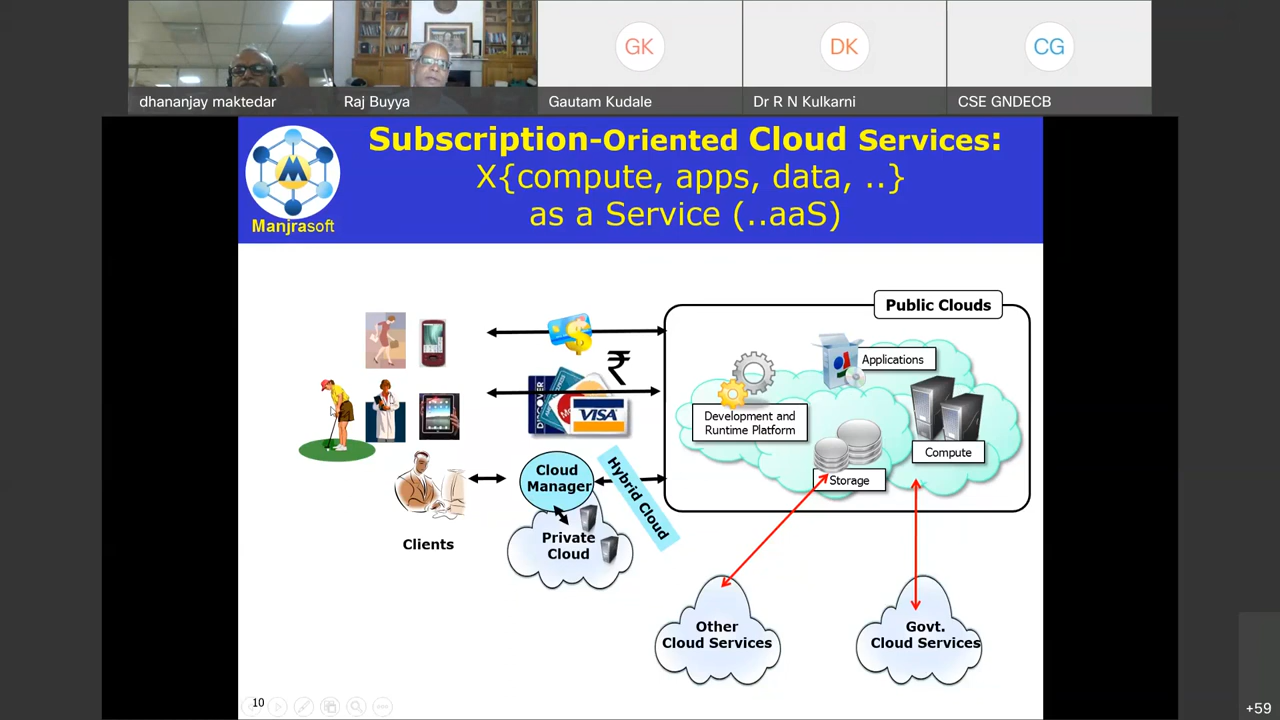 GK
DK
CG
dhananjay maktedar
Raj Buyya
Gautam Kudale
Dr R N Kulkarni
CSE GNDECB
Manjrasoft
Subscription-Oriented Cloud Services:
X{compute, apps, data, ..}
as a Service (..aaS)
Public Clouds
Applications
₹
DISCOVER
VISA
Development and
Runtime Platform
Compute
Storage
Cloud
Manager
Hybrid Cloud
Private
Cloud
Clients
Other
Cloud Services
Govt.
Cloud Services
10
+59